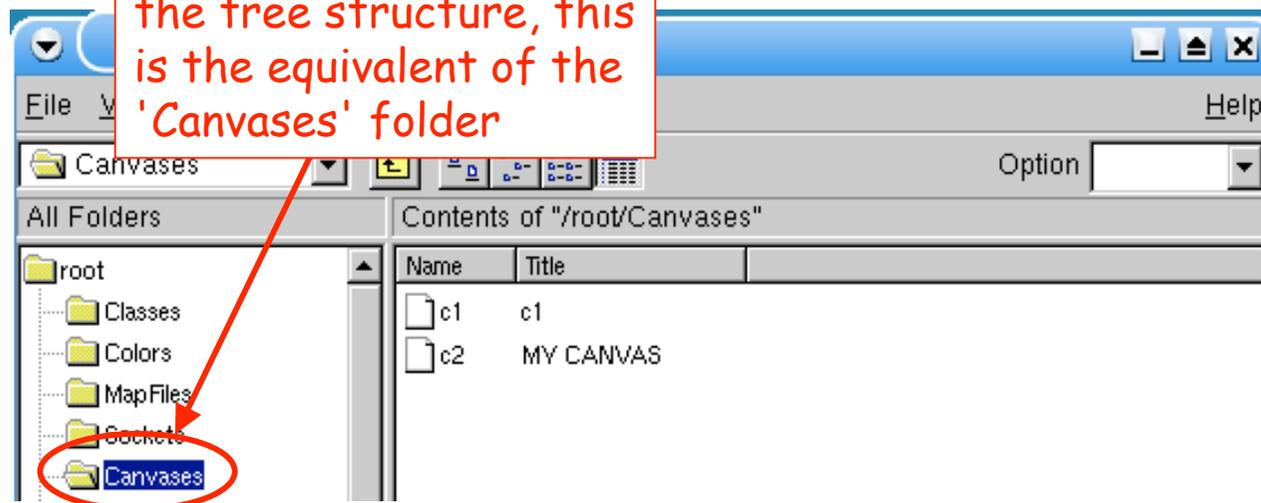 the tree structure, this
is the equivalent of the
'Canvases' folder
File V
Help
Canvases
Option
All Folders
Contents of "/root/Canvases"
root
Name Title
Classes
c1 c1
Colors
c2 MY CANVAS
MapFiles
Sockets
Canvases